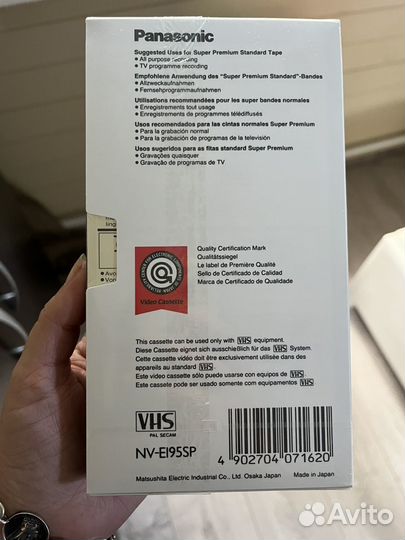 Panasonic
Suggested Uses for Super Premium Standard Tape
• All purpose recording
• TV programme recording
Empfohlene Anwendung des "Super Premium Standard"-Bandes
• Allzweckaufnahmen
• Fernsehprogrammaufnahmen
Utilisations recommandées pour les super bandes normales
• Enregistrements tout usage
• Enregistrements de programmes télédiffusés
Usos recomendados para las cintas normales Super Premium
• Para la grabación normal
• Para la grabación de programas de la televisión
Usos sugeridos para as fitas standard Super Premium
• Gravações quaisquer
• Gravação de programas de TV
Quality Certification Mark
Qualitätssiegel
Le label de Première Qualité
Sello de Certificado de Calidad
Marca de Certificado de Qualidade
Video Cassette
This cassette can be used only with VHS equipment.
Diese Cassette eignet sich ausschließlich für das VHS System.
Cette cassette vidéo doit être exclusivement utilisée dans des
appareils au standard VHS.
Este video cassette sólo puede usarse con equipos de VHS.
Este cassete pode ser usado somente com equipamentos VHS.
VHS
PAL SECAM
NV-EI95SP
4 902704 071620
Matsushita Electric Industrial Co., Ltd. Osaka Japan
Made in Japan
Avito